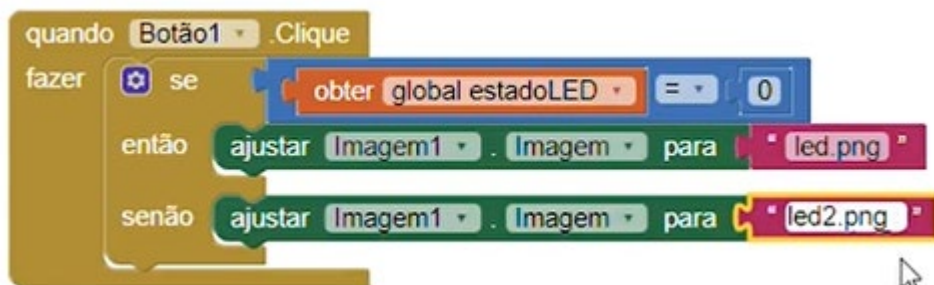 quando Botão1 .Clique
fazer se obter global estadoLED = 0
então ajustar Imagem1 . Imagem para " led.png "
senão ajustar Imagem1 . Imagem para " led2.png "